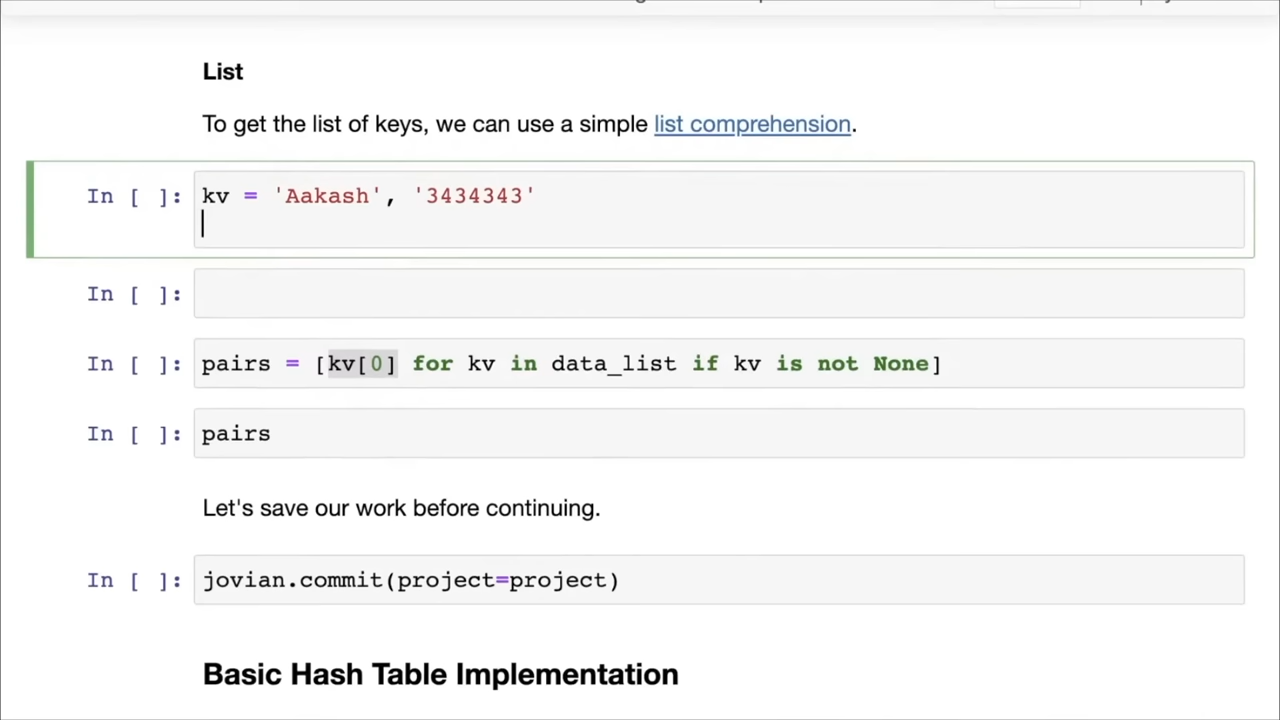 List
To get the list of keys, we can use a simple list comprehension.
In [ ]: kv = 'Aakash', '3434343'
In [ ]:
In [ ]: pairs = [kv[0] for kv in data_list if kv is not None]
In [ ]: pairs
Let's save our work before continuing.
In [ ]: jovian.commit(project=project)
Basic Hash Table Implementation